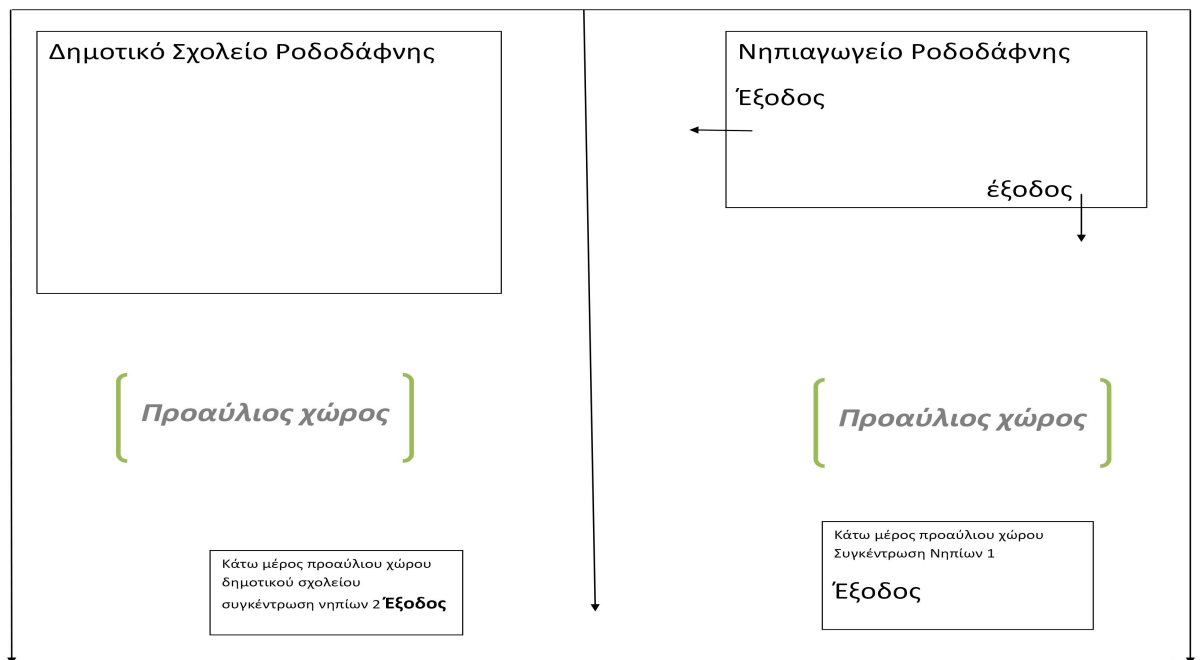 Δημοτικό Σχολείο Ροδοδάφνης
Νηπιαγωγείο Ροδοδάφνης
Έξοδος
έξοδος
Προαύλιος χώρος
Προαύλιος χώρος
Κάτω μέρος προαύλιου χώρου
δημοτικού σχολείου
συγκέντρωση νηπίων 2 Έξοδος
Κάτω μέρος προαύλιου χώρου
Συγκέντρωση Νηπίων 1
Έξοδος